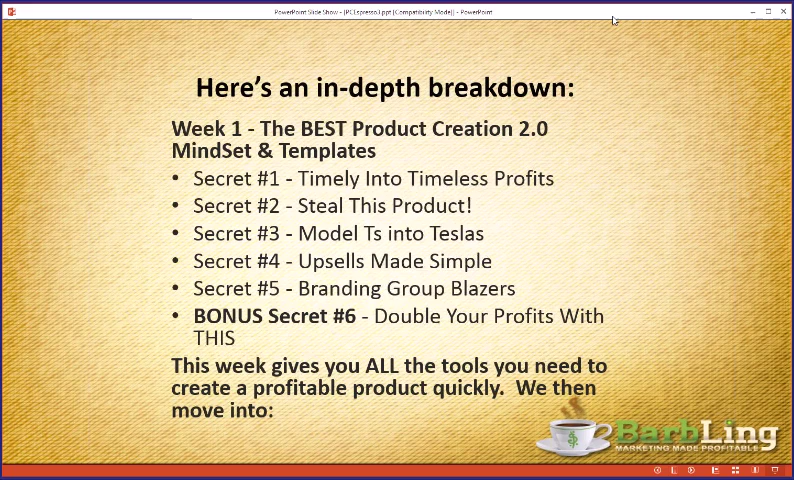 PowerPoint Slide Show - [PCEspresso3.ppt [Compatibility Mode]] - PowerPoint
Here's an in-depth breakdown:
Week 1 - The BEST Product Creation 2.0
MindSet & Templates
• Secret #1 - Timely Into Timeless Profits
• Secret #2 - Steal This Product!
• Secret #3 - Model Ts into Teslas
• Secret #4 - Upsells Made Simple
• Secret #5 - Branding Group Blazers
• BONUS Secret #6 - Double Your Profits With
THIS
This week gives you ALL the tools you need to
create a profitable product quickly.  We then
move into:
$
BarbLing
MARKETING MADE PROFITABLE